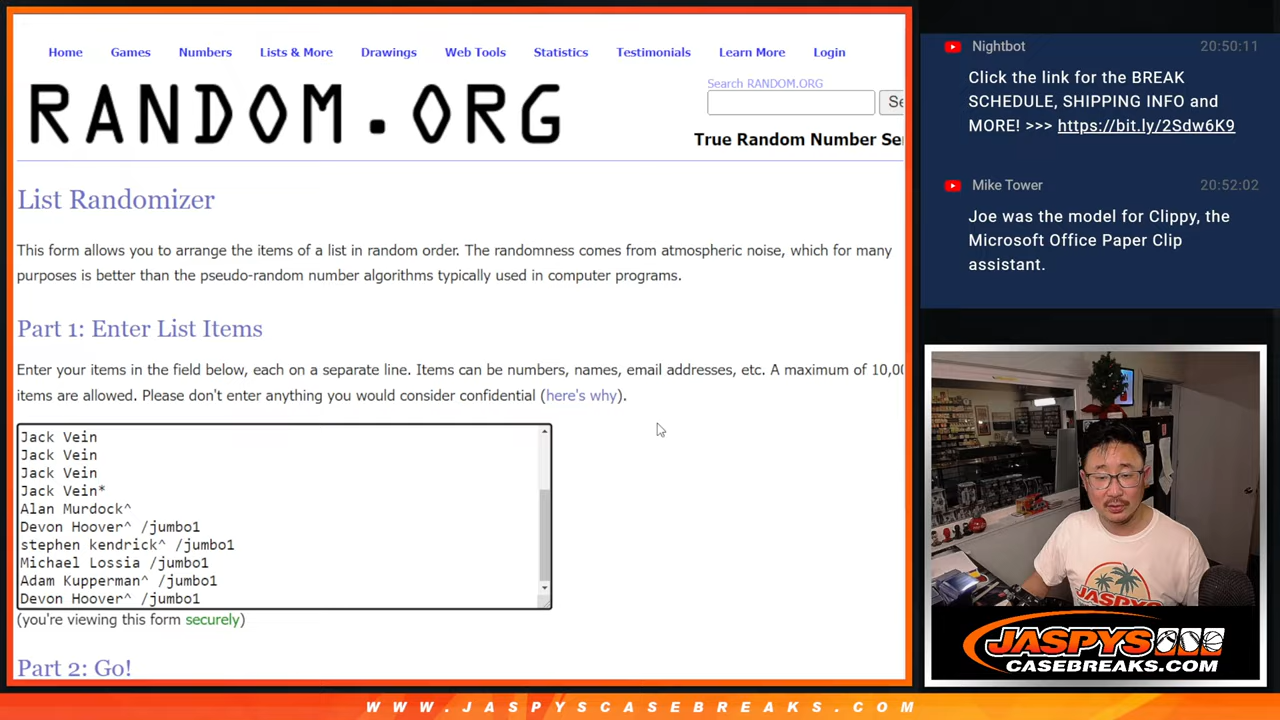 Home Games Numbers Lists & More Drawings Web Tools Statistics Testimonials Learn More Login
RANDOM.ORG
Search RANDOM.ORG
Se
True Random Number Se
List Randomizer
This form allows you to arrange the items of a list in random order. The randomness comes from atmospheric noise, which for many
purposes is better than the pseudo-random number algorithms typically used in computer programs.
Part 1: Enter List Items
Enter your items in the field below, each on a separate line. Items can be numbers, names, email addresses, etc. A maximum of 10,00
items are allowed. Please don't enter anything you would consider confidential (here's why).
Jack Vein
Jack Vein
Jack Vein
Jack Vein*
Alan Murdock^
Devon Hoover^ /jumbo1
stephen kendrick^ /jumbo1
Michael Lossia /jumbo1
Adam Kupperman^ /jumbo1
Devon Hoover^ /jumbo1
(you're viewing this form securely)
Part 2: Go!
Nightbot 20:50:11
Click the link for the BREAK
SCHEDULE, SHIPPING INFO and
MORE! >>> https://bit.ly/2Sdw6K9
Mike Tower 20:52:02
Joe was the model for Clippy, the
Microsoft Office Paper Clip
assistant.
JASPYS
JASPYS
CASEBREAKS.COM
WWW.JASPYSCASEBREAKS.COM